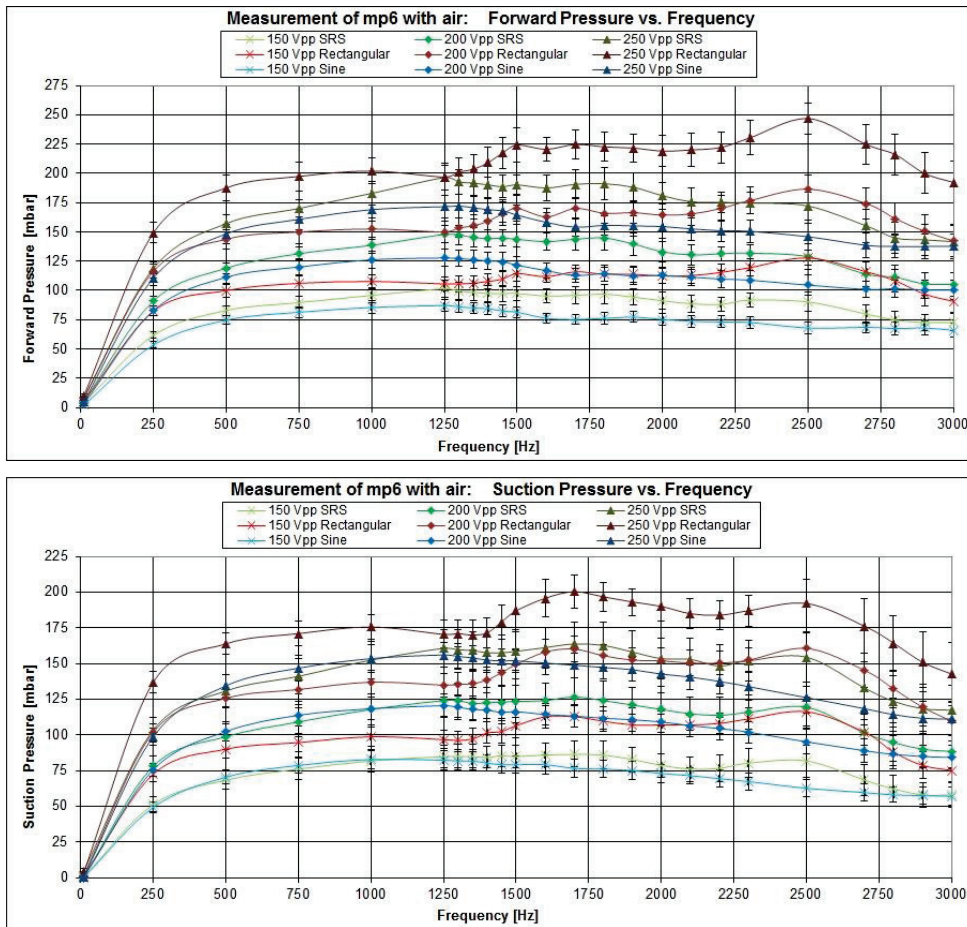 Measurement of mp6 with air: Forward Pressure vs. Frequency
150 Vpp SRS 200 Vpp SRS 250 Vpp SRS
150 Vpp Rectangular 200 Vpp Rectangular 250 Vpp Rectangular
150 Vpp Sine 200 Vpp Sine 250 Vpp Sine
Forward Pressure [mbar]
275
250
225
200
175
150
125
100
75
50
25
0
0 250 500 750 1000 1250 1500 1750 2000 2250 2500 2750 3000
Frequency [Hz]
Measurement of mp6 with air: Suction Pressure vs. Frequency
150 Vpp SRS 200 Vpp SRS 250 Vpp SRS
150 Vpp Rectangular 200 Vpp Rectangular 250 Vpp Rectangular
150 Vpp Sine 200 Vpp Sine 250 Vpp Sine
Suction Pressure [mbar]
225
200
175
150
125
100
75
50
25
0
0 250 500 750 1000 1250 1500 1750 2000 2250 2500 2750 3000
Frequency [Hz]